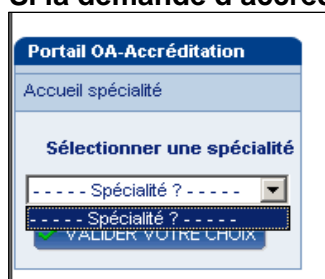 Si la demande d'accréd
Portail OA-Accréditation
Accueil spécialité
Sélectionner une spécialité
- - - - - Spécialité ? - - - - -
- - - - - Spécialité ? - - - - -
VALIDER VOTRE CHOIX